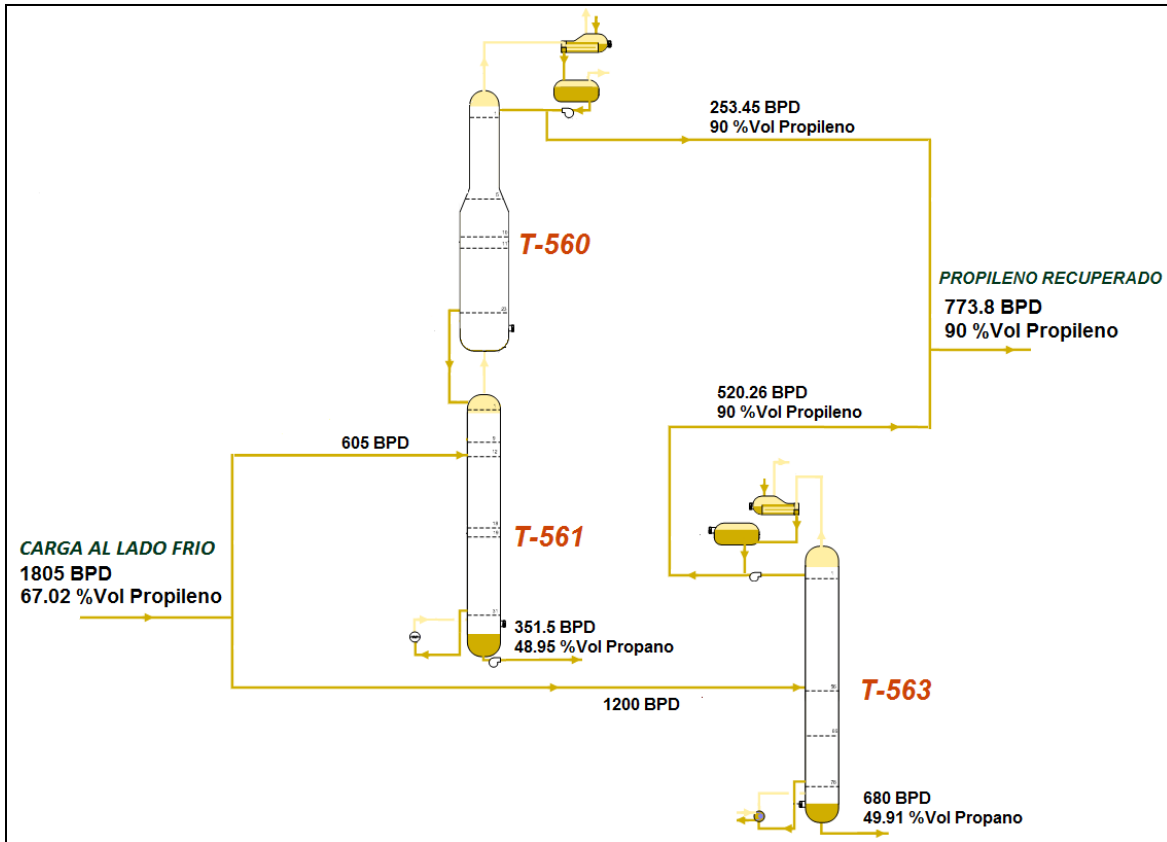 253.45 BPD
90 %Vol Propileno
T-560
PROPILENO RECUPERADO
773.8 BPD
90 %Vol Propileno
520.26 BPD
90 %Vol Propileno
605 BPD
T-561
CARGA AL LADO FRIO
1805 BPD
67.02 %Vol Propileno
351.5 BPD
48.95 %Vol Propano
1200 BPD
T-563
680 BPD
49.91 %Vol Propano